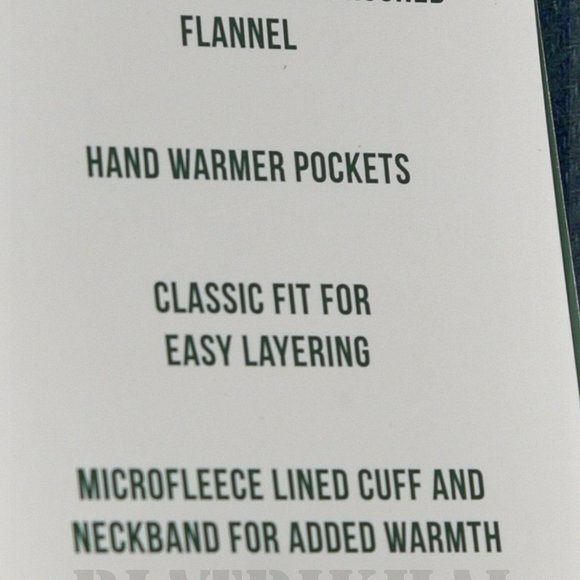 FLANNEL
HAND WARMER POCKETS
CLASSIC FIT FOR
EASY LAYERING
MICROFLEECE LINED CUFF AND
NECKBAND FOR ADDED WARMTH